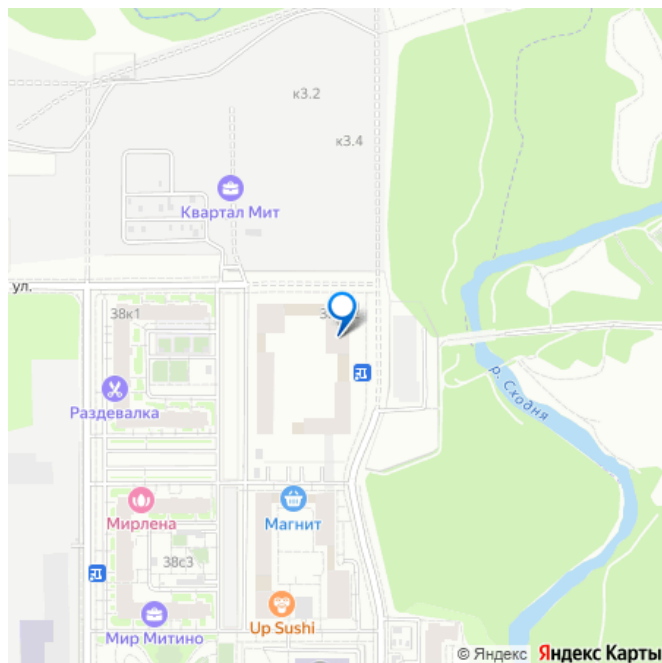 к3.2
к3.4
Квартал Мит
ул.
38к1
Раздевалка
р. Сходня
Мирлена
Магнит
38с3
Мир Митино
Up Sushi
© Яндекс Яндекс Карты